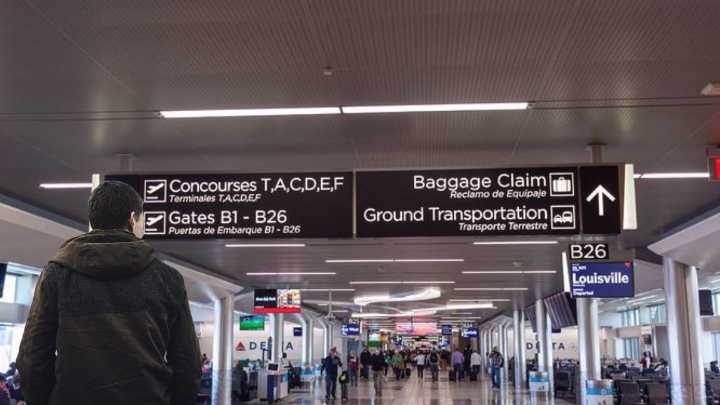 Concourses T,A,C,D,E,F
Terminales T,A,C,D,E,F
Gates B1 - B26
Puertas de Embarque B1 - B26
Baggage Claim
Reclamo de Equipaje
Ground Transportation
Transporte Terrestre
B26
Louisville
DELTA